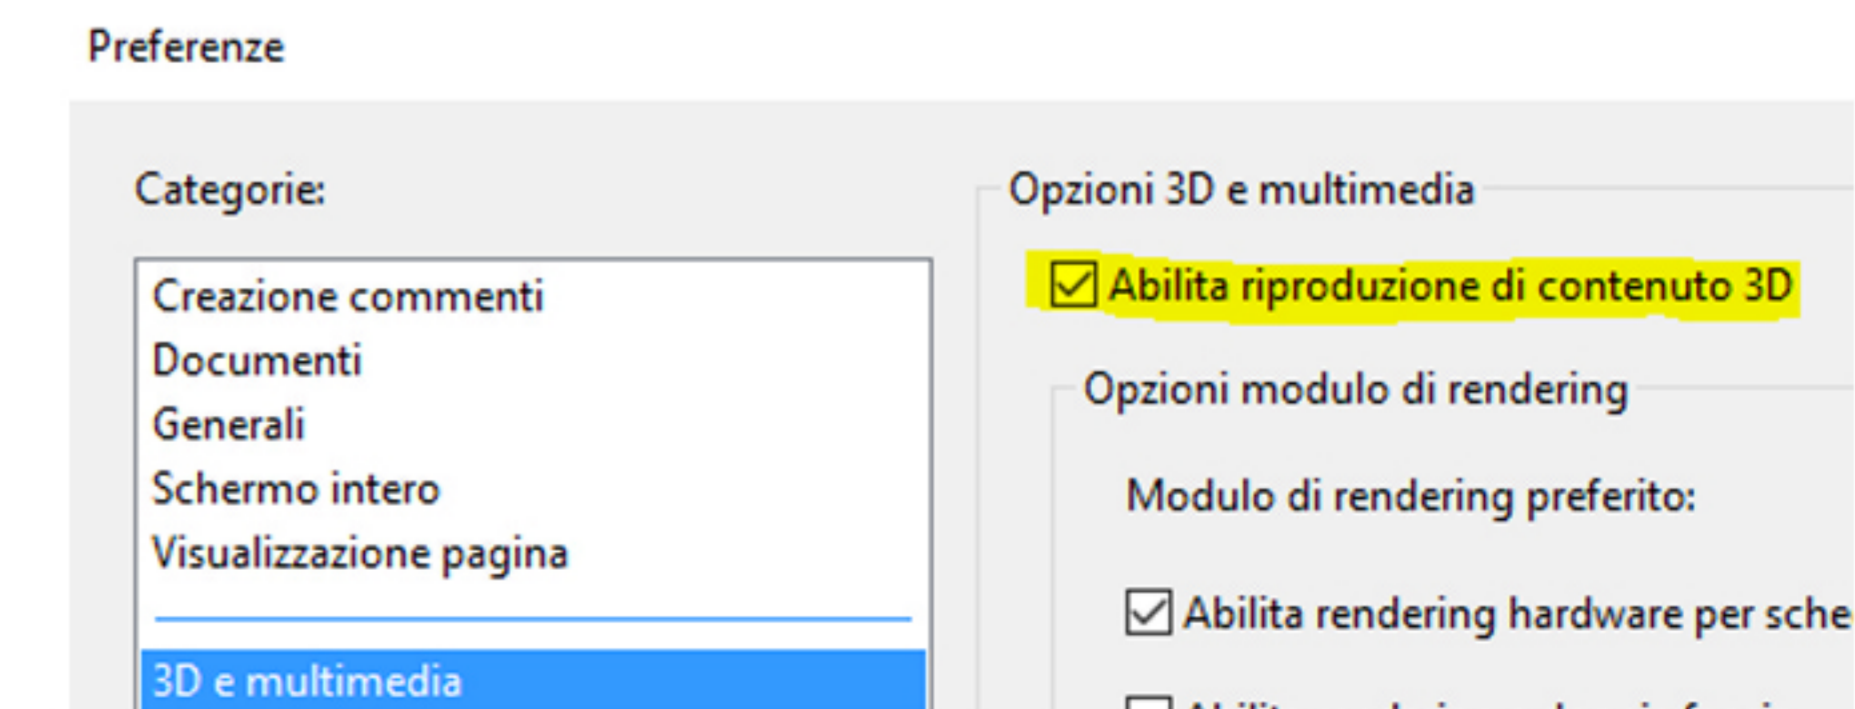 Preferenze
Categorie:
Creazione commenti
Documenti
Generali
Schermo intero
Visualizzazione pagina
3D e multimedia
Opzioni 3D e multimedia
Abilita riproduzione di contenuto 3D
Opzioni modulo di rendering
Modulo di rendering preferito:
Abilita rendering hardware per sche